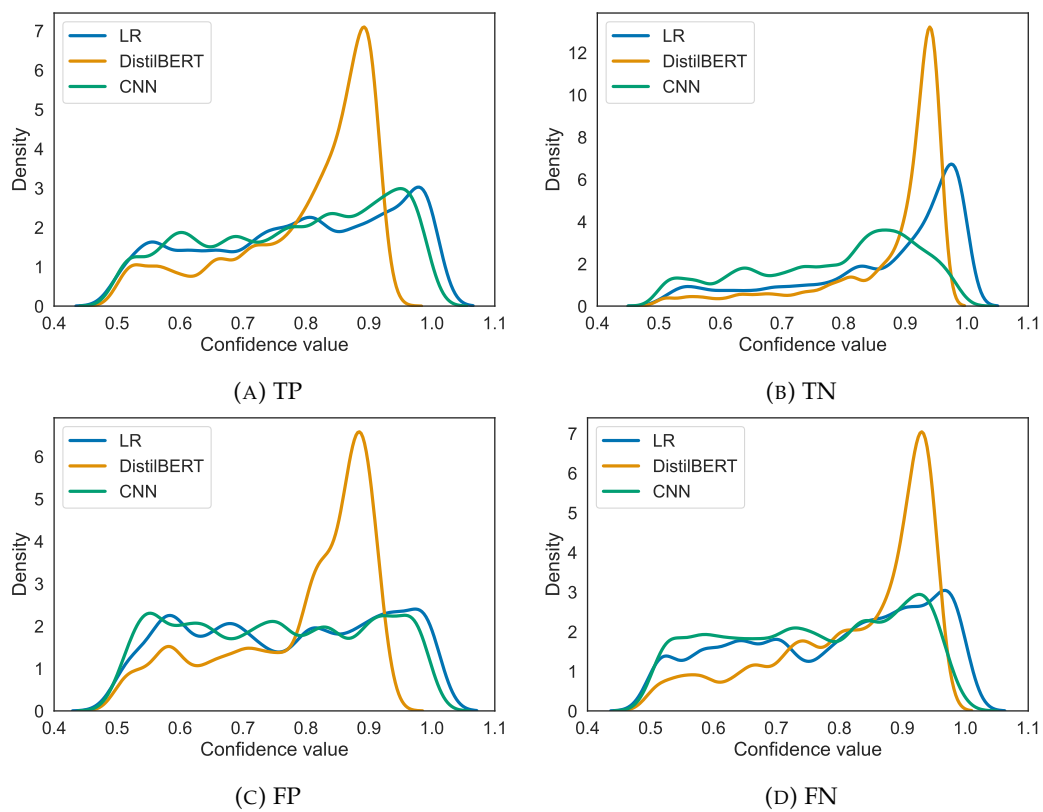 7
6
5
4
3
2
1
0
Density
LR
DistilBERT
CNN
0.4 0.5 0.6 0.7 0.8 0.9 1.0 1.1
Confidence value
(A) TP
12
10
8
6
4
2
0
Density
LR
DistilBERT
CNN
0.4 0.5 0.6 0.7 0.8 0.9 1.0 1.1
Confidence value
(B) TN
6
5
4
3
2
1
0
Density
LR
DistilBERT
CNN
0.4 0.5 0.6 0.7 0.8 0.9 1.0 1.1
Confidence value
(C) FP
7
6
5
4
3
2
1
0
Density
LR
DistilBERT
CNN
0.4 0.5 0.6 0.7 0.8 0.9 1.0 1.1
Confidence value
(D) FN